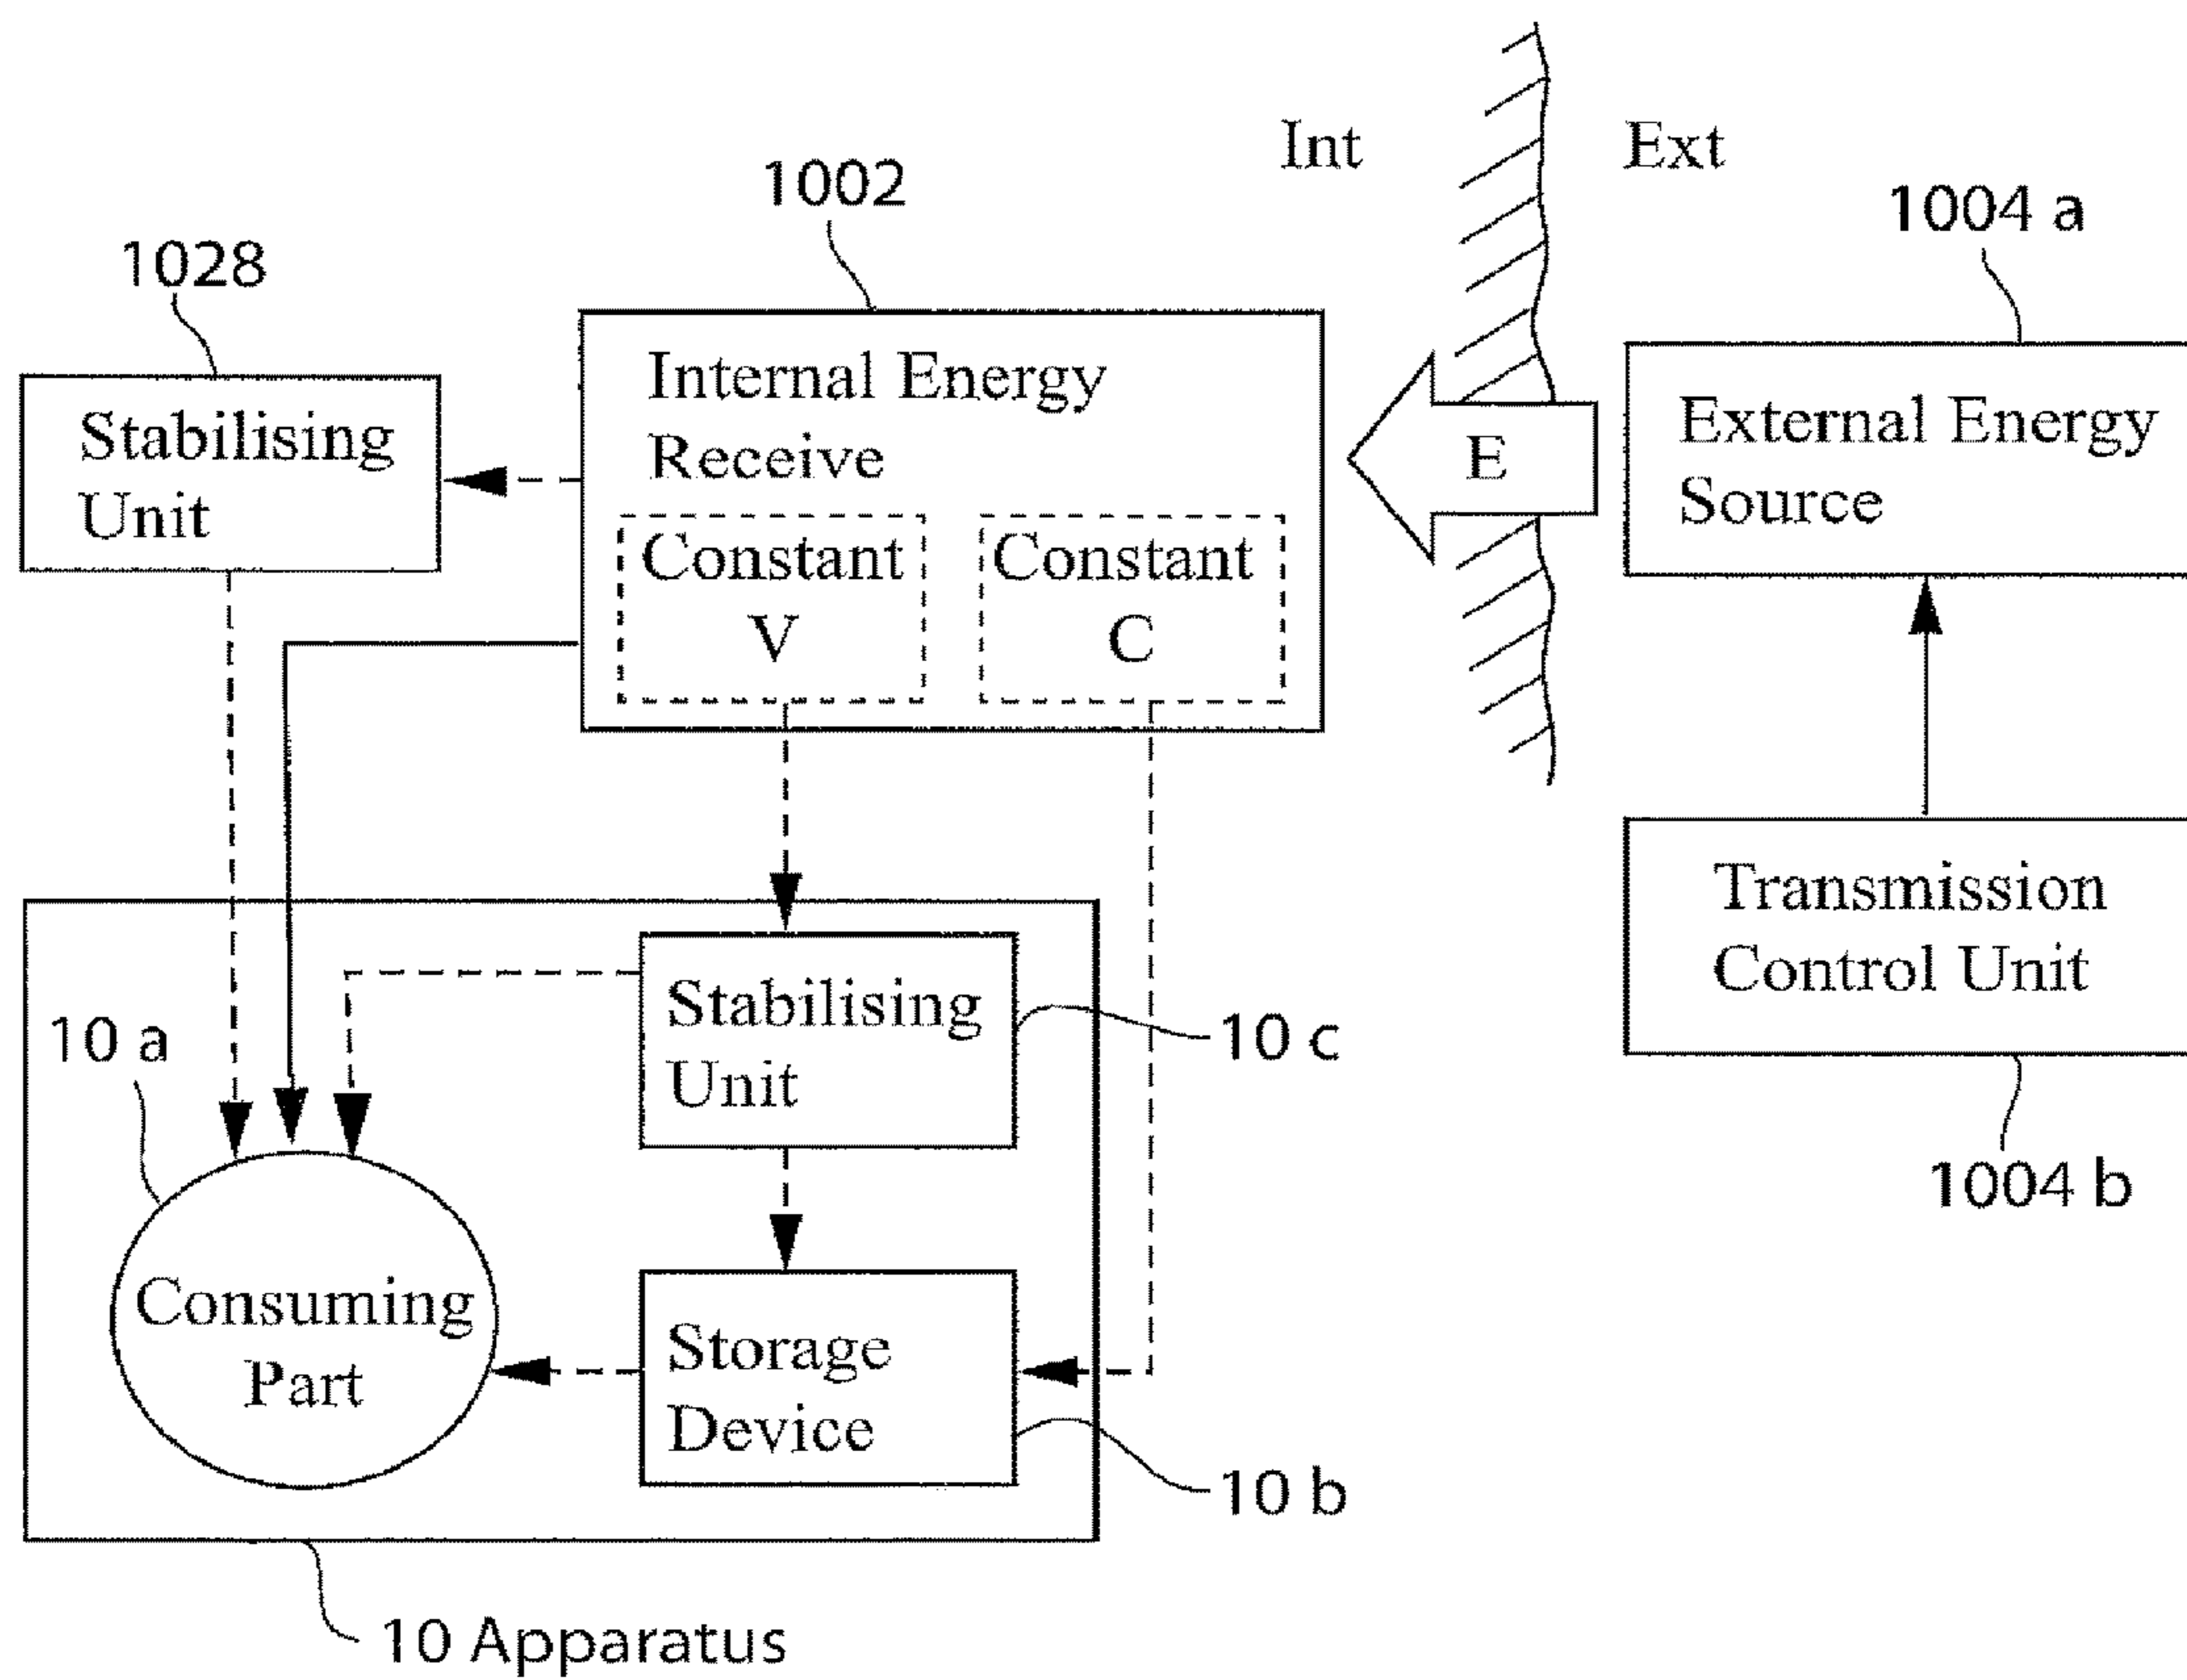 Int
Ext
1002
1004 a
1028
Internal Energy
Receive
Stabilising
Unit
External Energy
Source
E
Constant
V
Constant
C
Transmission
Control Unit
Stabilising
Unit
10 a
10 c
1004 b
Consuming
Part
Storage
Device
10 b
10 Apparatus